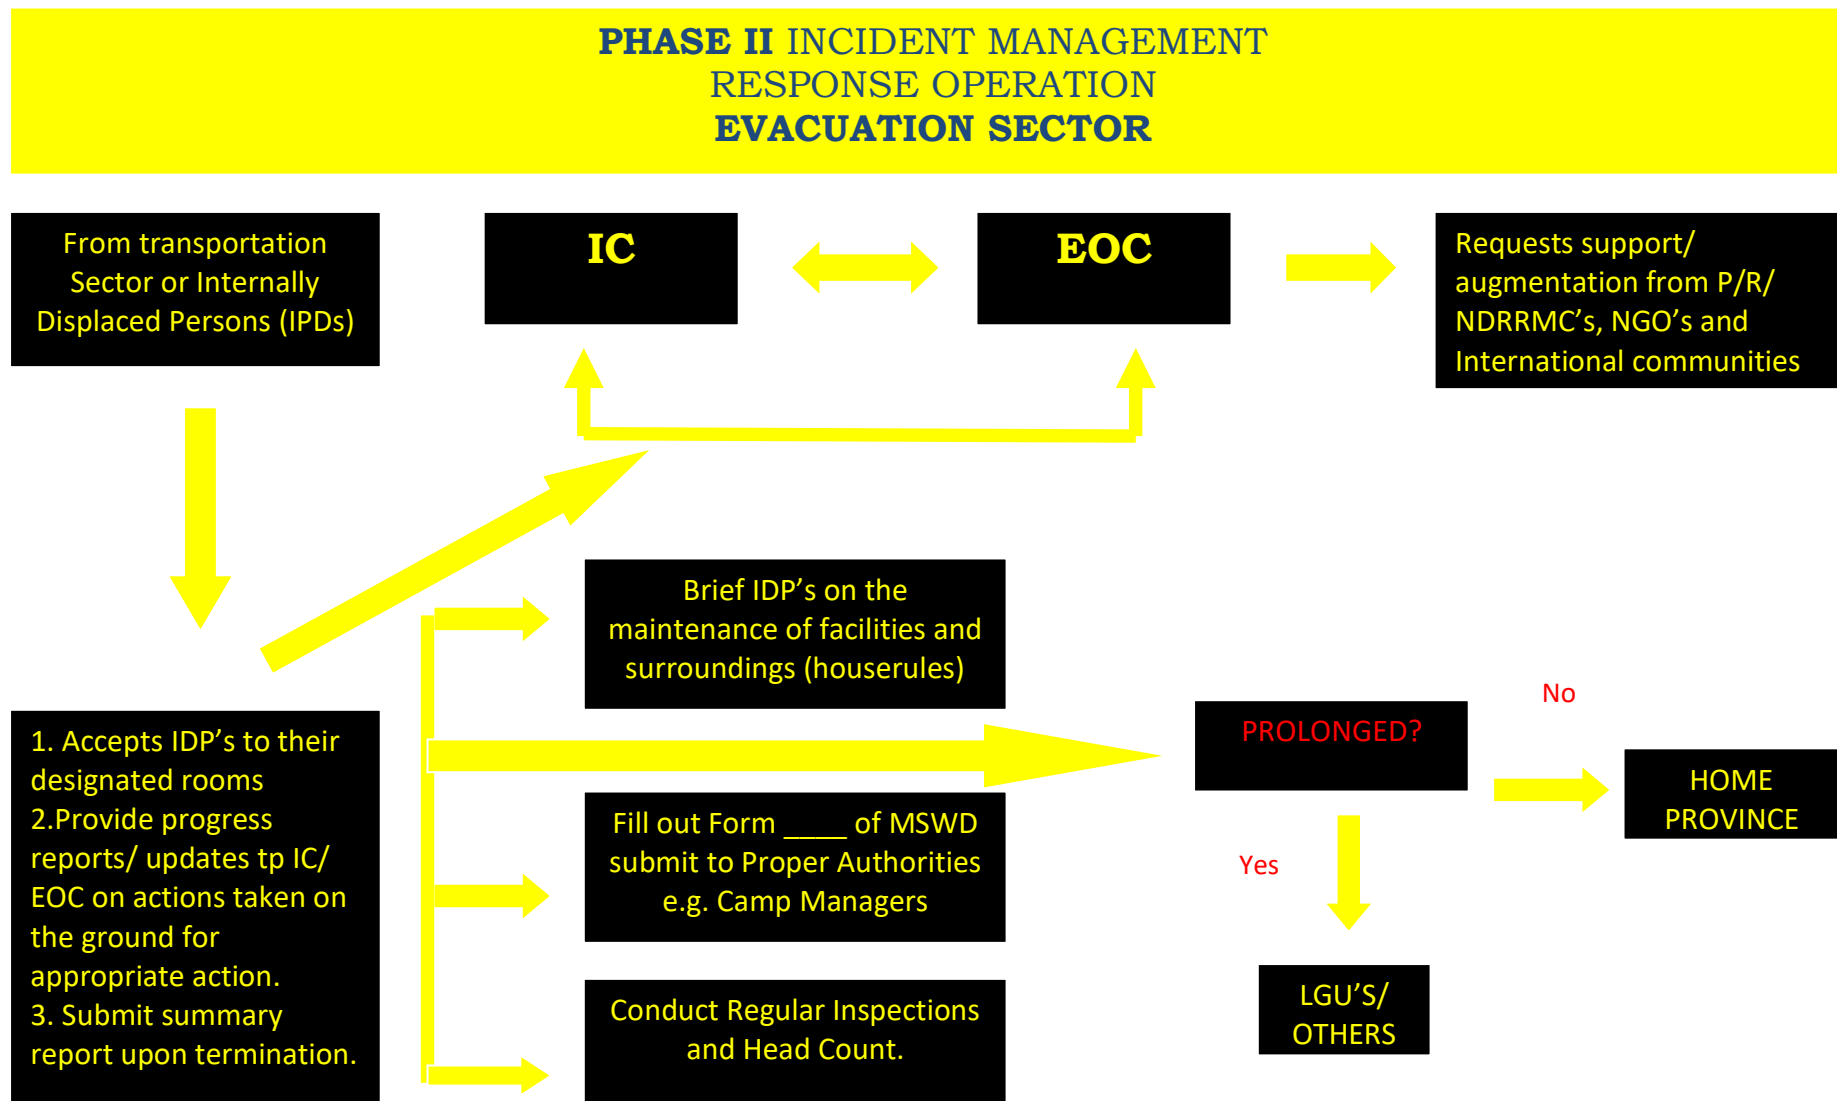 PHASE II INCIDENT MANAGEMENT
RESPONSE OPERATION
EVACUATION SECTOR
From transportation
Sector or Internally
Displaced Persons (IPDs)
IC
EOC
Requests support/
augmentation from P/R/
NDRRMC’s, NGO’s and
International communities
Brief IDP’s on the
maintenance of facilities and
surroundings (houserules)
1. Accepts IDP’s to their
designated rooms
2.Provide progress
reports/ updates tp IC/
EOC on actions taken on
the ground for
appropriate action.
3. Submit summary
report upon termination.
Fill out Form ____ of MSWD
submit to Proper Authorities
e.g. Camp Managers
Conduct Regular Inspections
and Head Count.
PROLONGED?
No
HOME
PROVINCE
Yes
LGU’S/
OTHERS